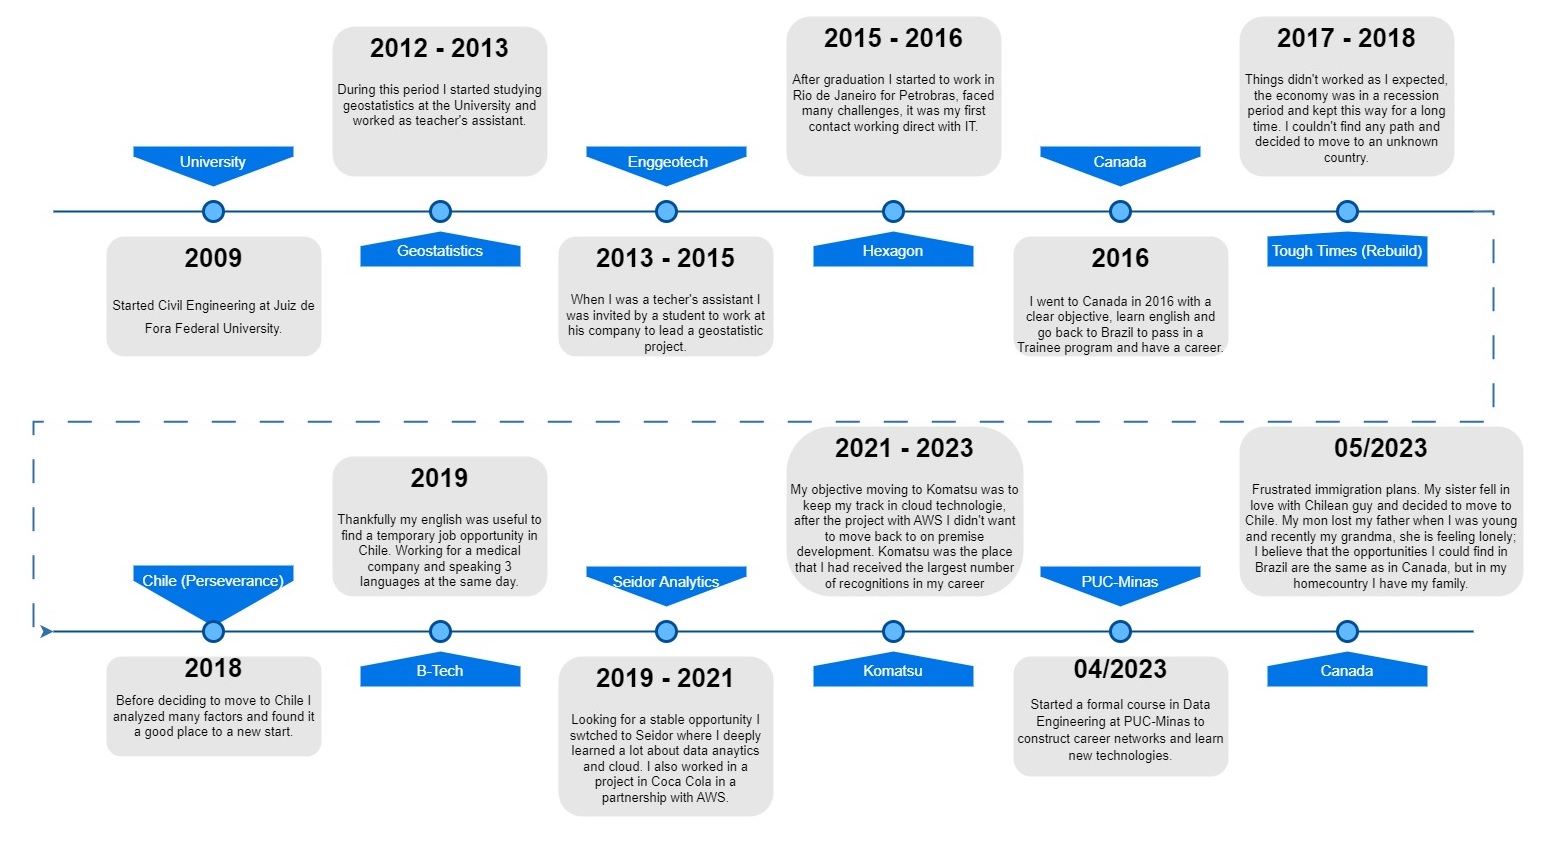 University
2009
Started Civil Engineering at Juiz de
Fora Federal University.
2012 - 2013
During this period I started studying
geostatistics at the University and
worked as teacher's assistant.
Geostatistics
Enggeotech
2013 - 2015
When I was a techer's assistant I
was invited by a student to work at
his company to lead a geostatistic
project.
2015 - 2016
After graduation I started to work in
Rio de Janeiro for Petrobras, faced
many challenges, it was my first
contact working direct with IT.
Hexagon
Canada
2016
I went to Canada in 2016 with a
clear objective, learn english and
go back to Brazil to pass in a
Trainee program and have a career.
2017 - 2018
Things didn't worked as I expected,
the economy was in a recession
period and kept this way for a long
time. I couldn't find any path and
decided to move to an unknown
country.
Tough Times (Rebuild)
Chile (Perseverance)
2018
Before deciding to move to Chile I
analyzed many factors and found it
a good place to a new start.
2019
Thankfully my english was useful to
find a temporary job opportunity in
Chile. Working for a medical
company and speaking 3
languages at the same day.
B-Tech
Seidor Analytics
2019 - 2021
Looking for a stable opportunity I
swtched to Seidor where I deeply
learned a lot about data anaytics
and cloud. I also worked in a
project in Coca Cola in a
partnership with AWS.
2021 - 2023
My objective moving to Komatsu was to
keep my track in cloud technologie,
after the project with AWS I didn't want
to move back to on premise
development. Komatsu was the place
that I had received the largest number
of recognitions in my career
Komatsu
PUC-Minas
04/2023
Started a formal course in Data
Engineering at PUC-Minas to
construct career networks and learn
new technologies.
05/2023
Frustrated immigration plans. My sister fell in
love with Chilean guy and decided to move to
Chile. My mon lost my father when I was young
and recently my grandma, she is feeling lonely;
I believe that the opportunities I could find in
Brazil are the same as in Canada, but in my
homecountry I have my family.
Canada